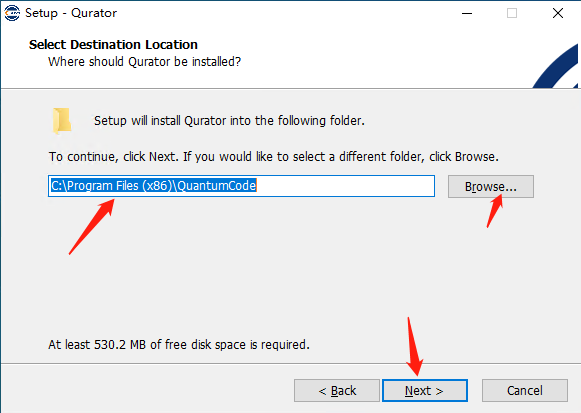 Setup - Qurator
Select Destination Location
Where should Qurator be installed?
Setup will install Qurator into the following folder.
To continue, click Next. If you would like to select a different folder, click Browse.
C:\Program Files (x86)\QuantumCode
Browse...
At least 530.2 MB of free disk space is required.
< Back
Next >
Cancel